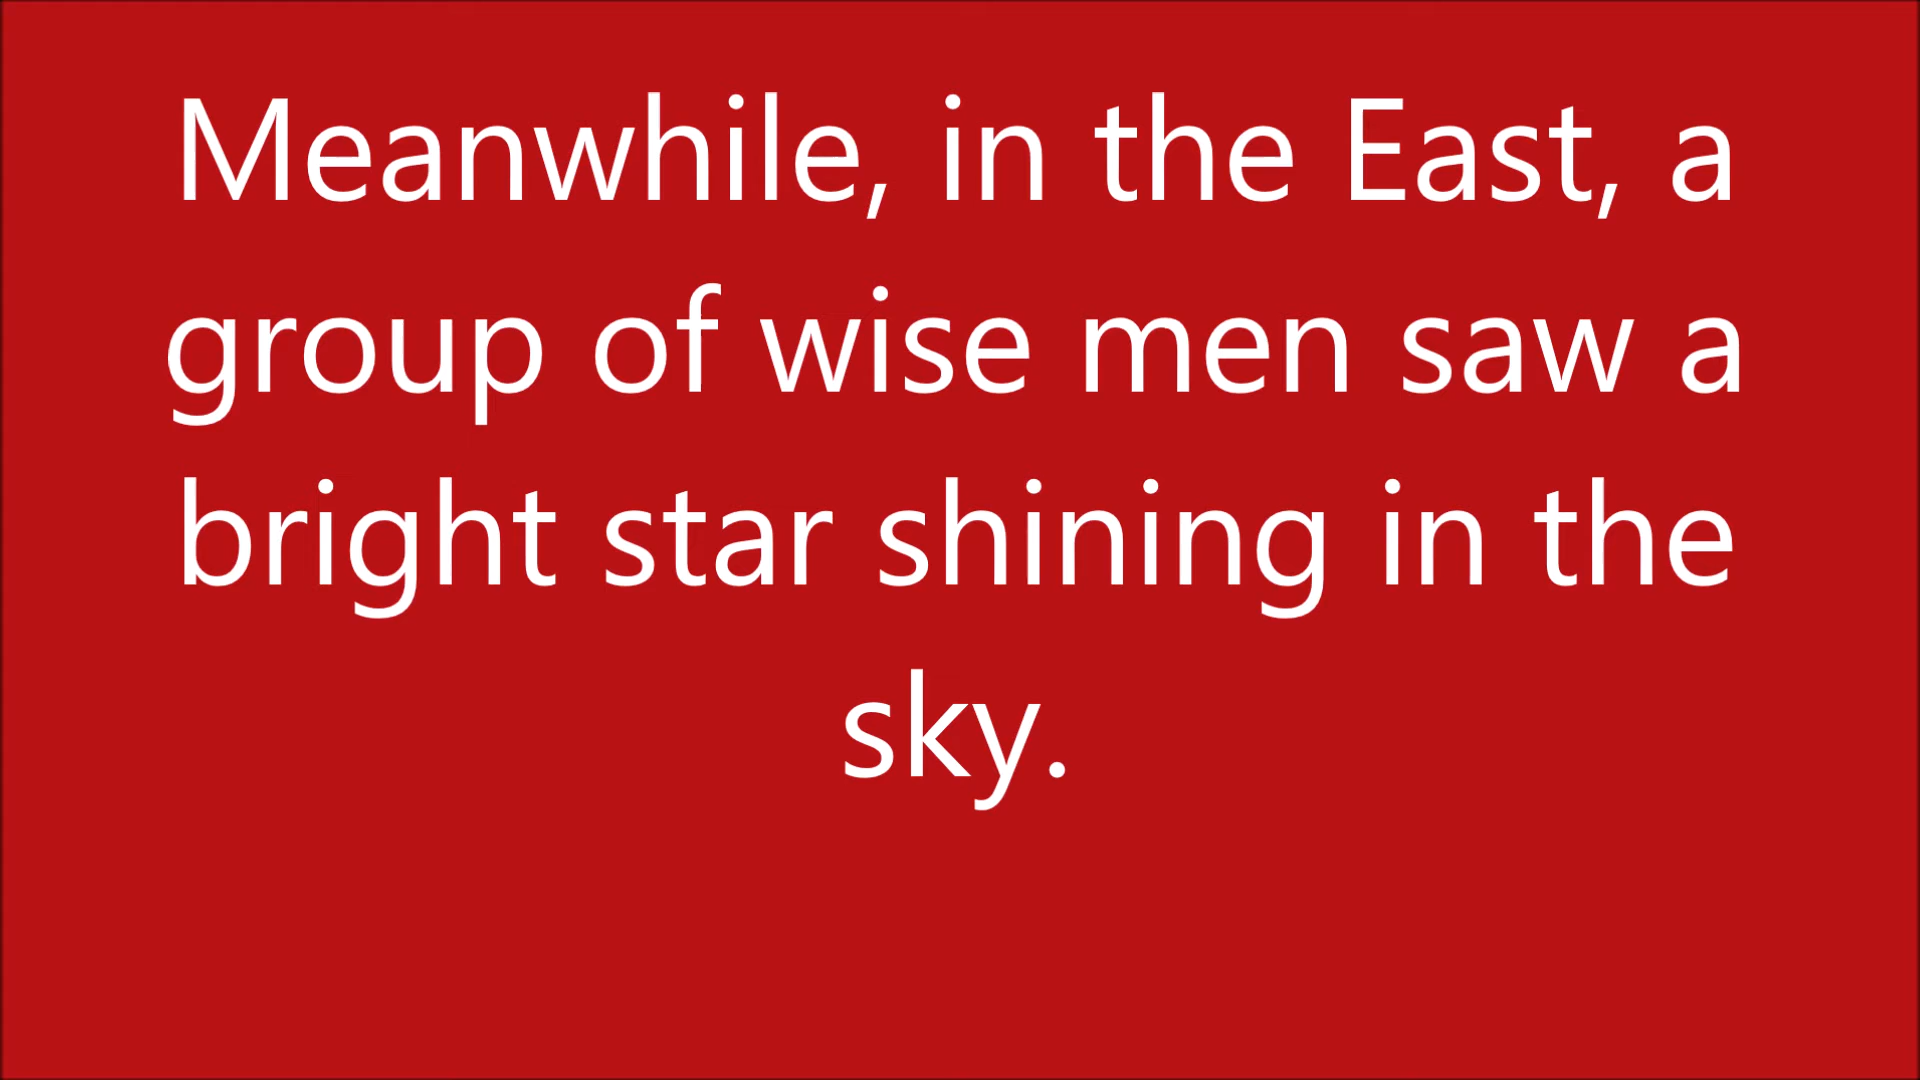 Meanwhile, in the East, a
group of wise men saw a
bright star shining in the
sky.